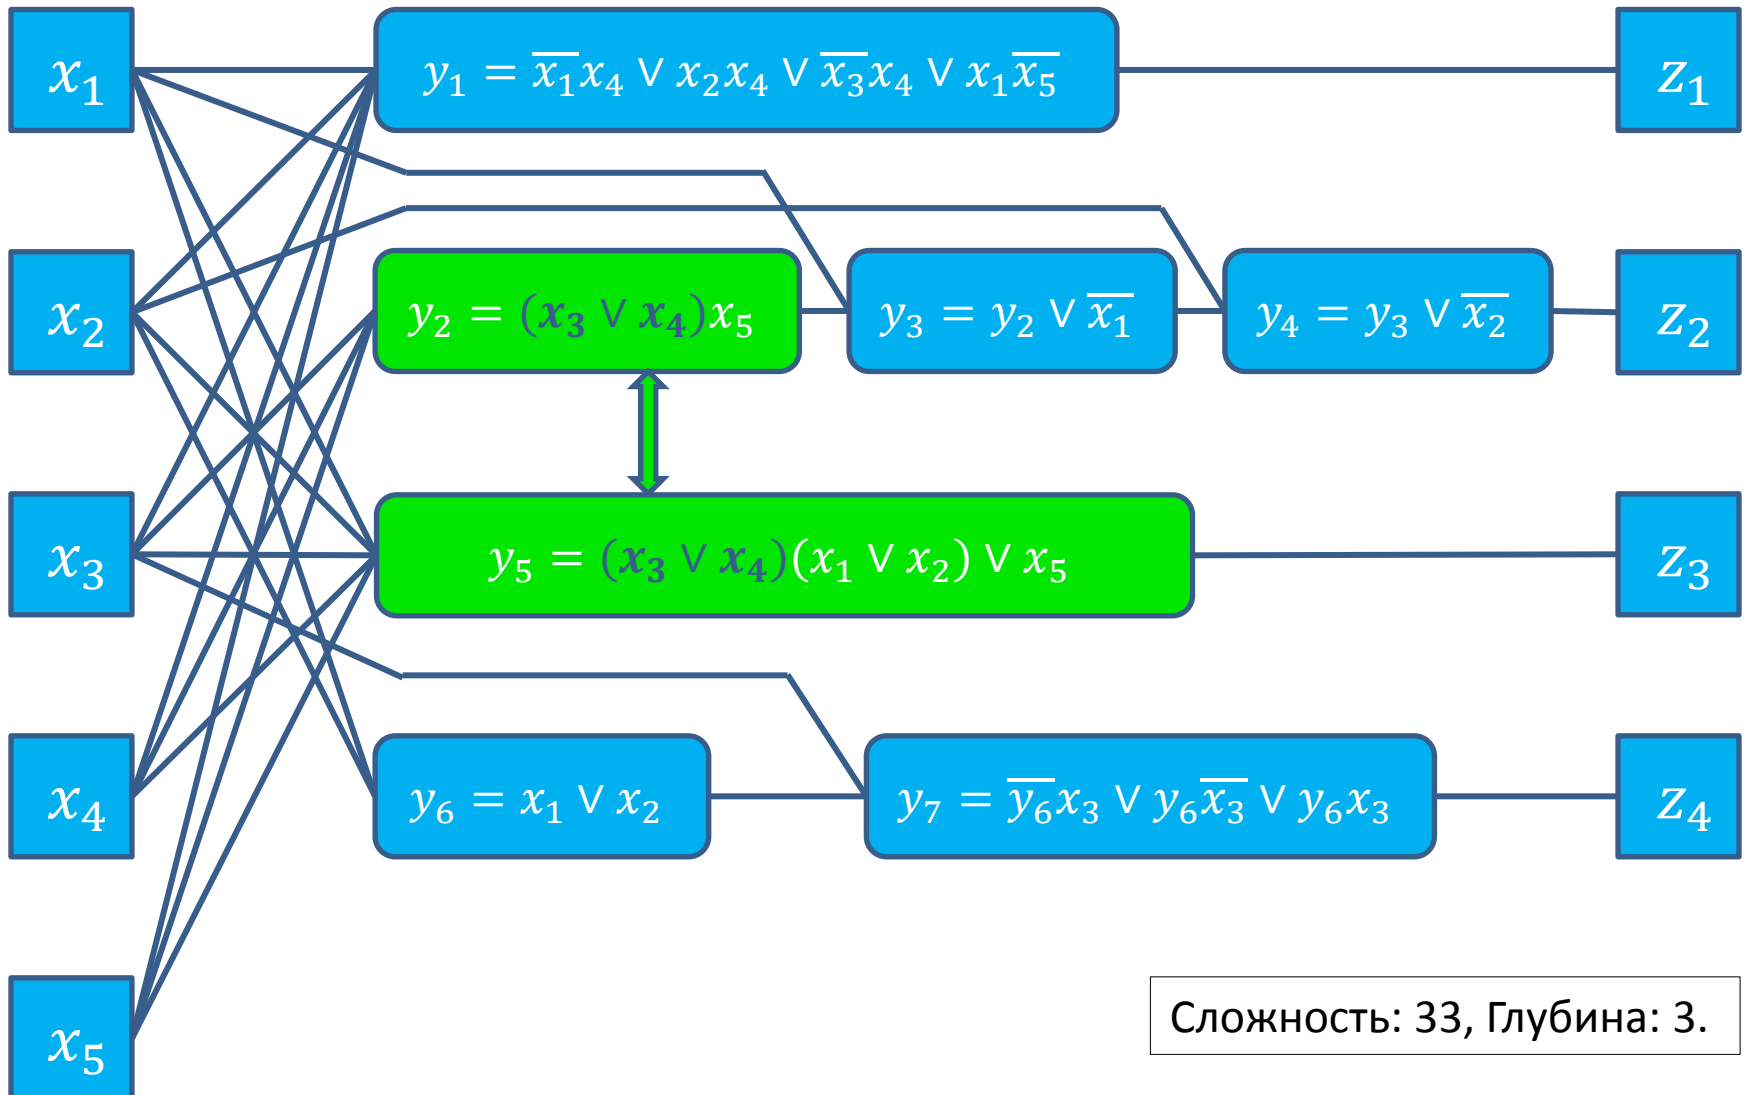 x₁
y₁ = x̅₁x₄ ∨ x₂x₄ ∨ x̅₃x₄ ∨ x₁x̅₅
z₁
x₂
y₂ = (x₃ ∨ x₄)x₅
y₃ = y₂ ∨ x̅₁
y₄ = y₃ ∨ x̅₂
z₂
x₃
y₅ = (x₃ ∨ x₄)(x₁ ∨ x₂) ∨ x₅
z₃
x₄
y₆ = x₁ ∨ x₂
y₇ = y̅₆x₃ ∨ y₆x̅₃ ∨ y₆x₃
z₄
x₅
Сложность: 33, Глубина: 3.